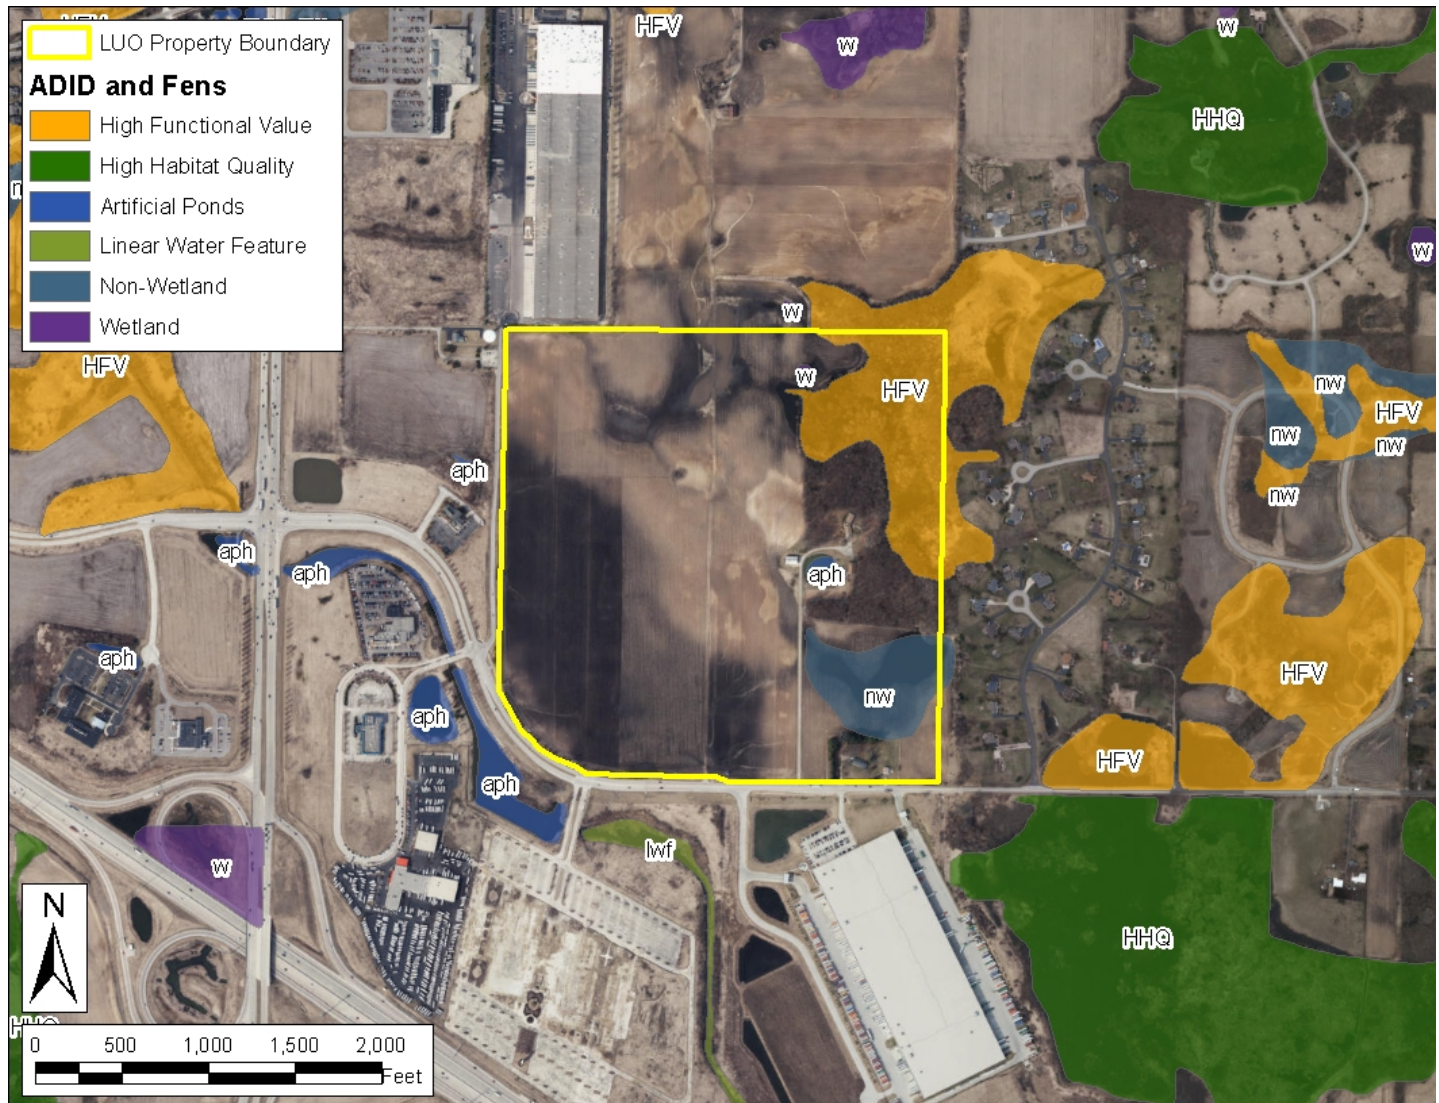 HFV
w
w
LUO Property Boundary
ADID and Fens
High Functional Value
High Habitat Quality
Artificial Ponds
Linear Water Feature
Non-Wetland
Wetland
HHQ
w
w
w
HFV
HFV
nw
HFV
nw
nw
nw
aph
aph
aph
aph
aph
HFV
nw
aph
aph
HFV
lwf
w
N
HHQ
HHQ
0 500 1,000 1,500 2,000
Feet